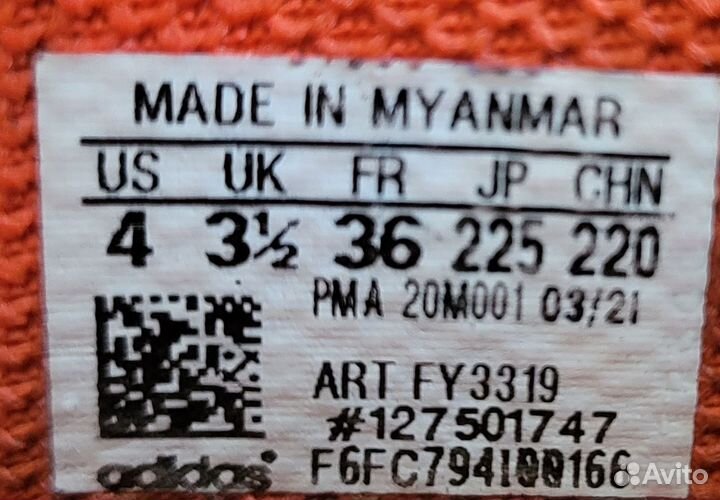 MADE IN MYANMAR
US UK FR JP CHN
4 3½ 36 225 220
PMA 20M001 03/21
ART FY3319
#127501747
adidas
Avito